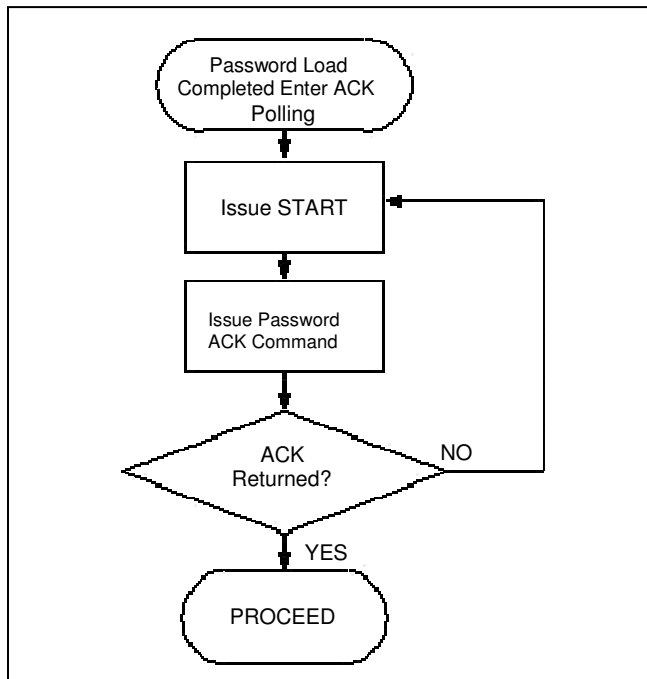 Password Load
Completed Enter ACK
Polling
Issue START
Issue Password
ACK Command
ACK
Returned?
NO
YES
PROCEED